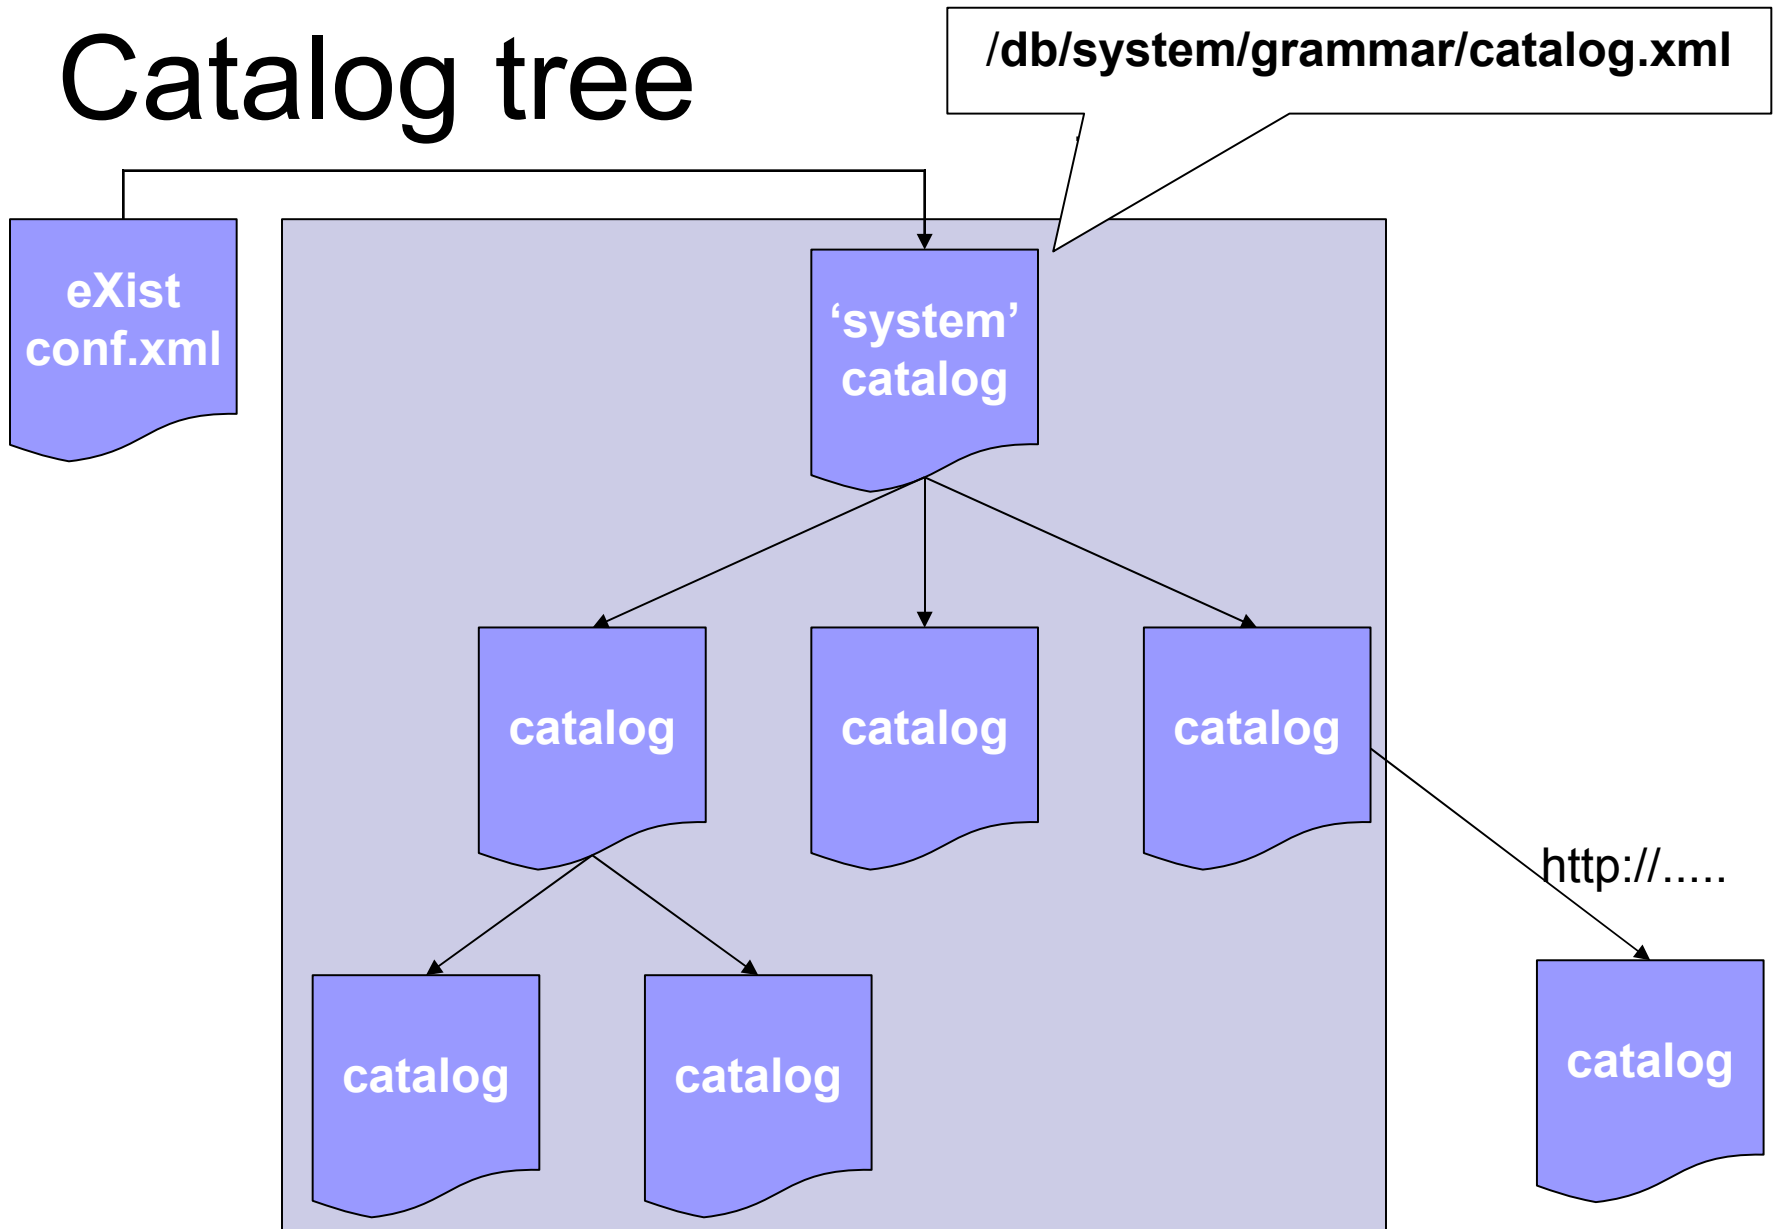 Catalog tree
/db/system/grammar/catalog.xml
eXist
conf.xml
‘system’
catalog
catalog
catalog
catalog
http://.....
catalog
catalog
catalog